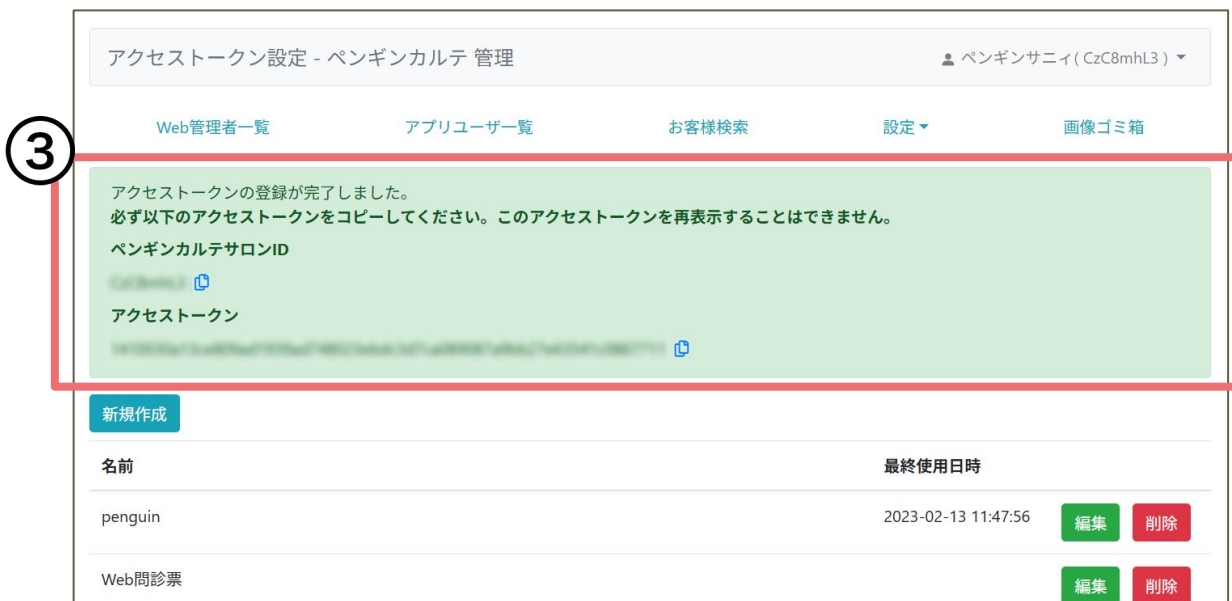 アクセストークン設定 - ペンギンカルテ 管理
ペンギンサニィ( CzC8mhL3 )
Web管理者一覧 アプリユーザ一覧 お客様検索 設定 画像ゴミ箱
③
アクセストークンの登録が完了しました。
必ず以下のアクセストークンをコピーしてください。このアクセストークンを再表示することはできません。
ペンギンカルテサロンID
アクセストークン
新規作成
名前 最終使用日時
penguin 2023-02-13 11:47:56 編集 削除
Web問診票 編集 削除